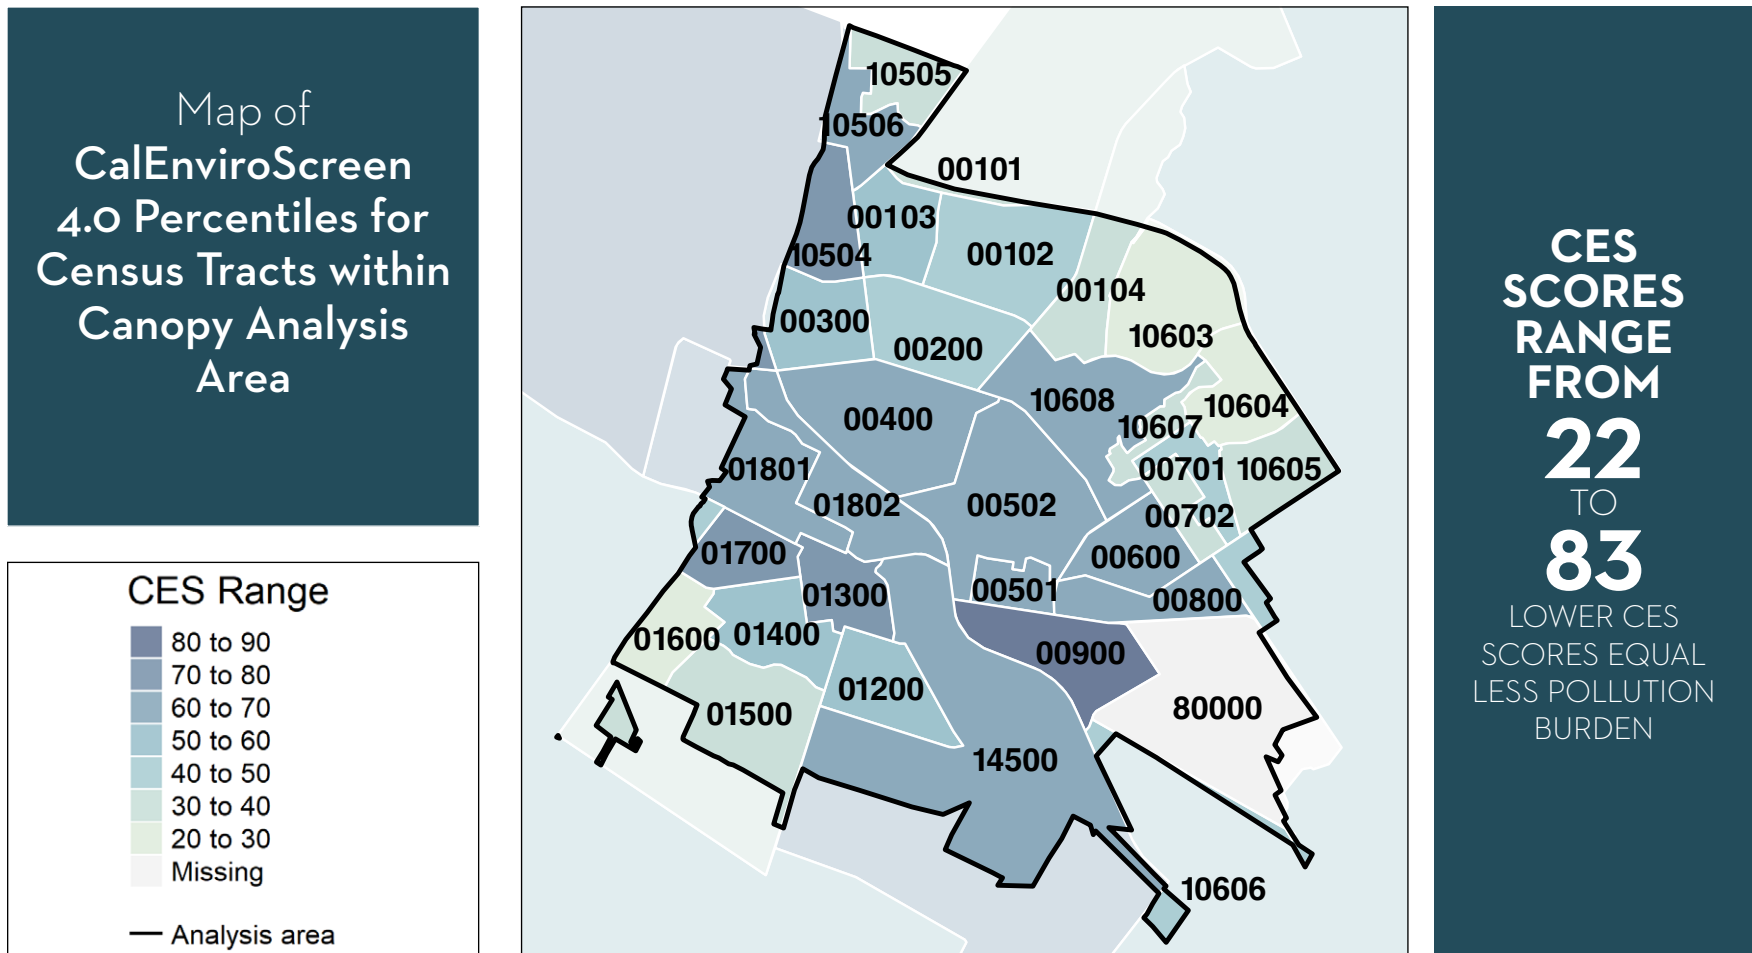 Map of
CalEnviroScreen
4.0 Percentiles for
Census Tracts within
Canopy Analysis
Area
CES Range
80 to 90
70 to 80
60 to 70
50 to 60
40 to 50
30 to 40
20 to 30
Missing
Analysis area
10505
10506
00101
00103
10504
00102
00104
00300
00200
10603
10608
00400
10604
10607
01801
00701
10605
01802
00502
00702
01700
00600
01300
00501
00800
01600
01400
00900
01200
01500
80000
14500
10606
CES
SCORES
RANGE
FROM
22
TO
83
LOWER CES
SCORES EQUAL
LESS POLLUTION
BURDEN